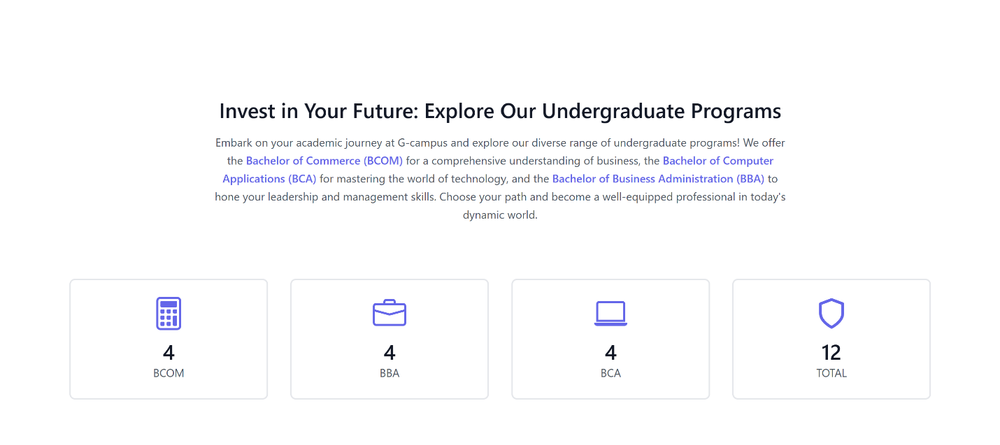 Invest in Your Future: Explore Our Undergraduate Programs
Embark on your academic journey at G-campus and explore our diverse range of undergraduate programs! We offer
the Bachelor of Commerce (BCOM) for a comprehensive understanding of business, the Bachelor of Computer
Applications (BCA) for mastering the world of technology, and the Bachelor of Business Administration (BBA) to
hone your leadership and management skills. Choose your path and become a well-equipped professional in today's
dynamic world.
4
BCOM
4
BBA
4
BCA
12
TOTAL